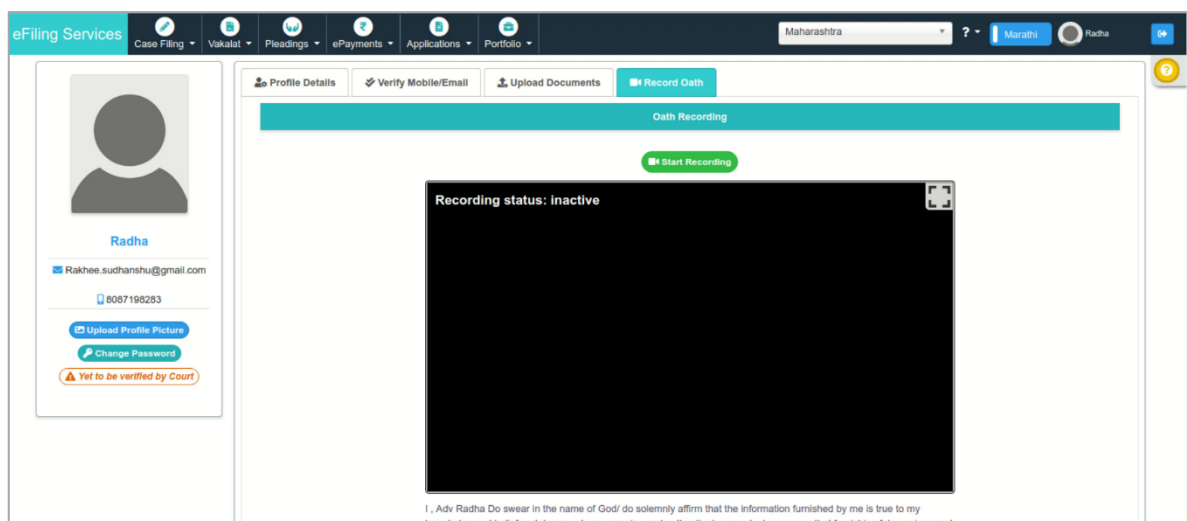 eFiling Services
Case Filing
Vakalat
Pleadings
ePayments
Applications
Portfolio
Maharashtra
?
Marathi
Radha
Profile Details
Verify Mobile/Email
Upload Documents
Record Oath
?
Oath Recording
Start Recording
Recording status: inactive
Radha
Rakhee.sudhanshu@gmail.com
8087198283
Upload Profile Picture
Change Password
Yet to be verified by Court
I , Adv Radha Do swear in the name of God/ do solemnly affirm that the information furnished by me is true to my